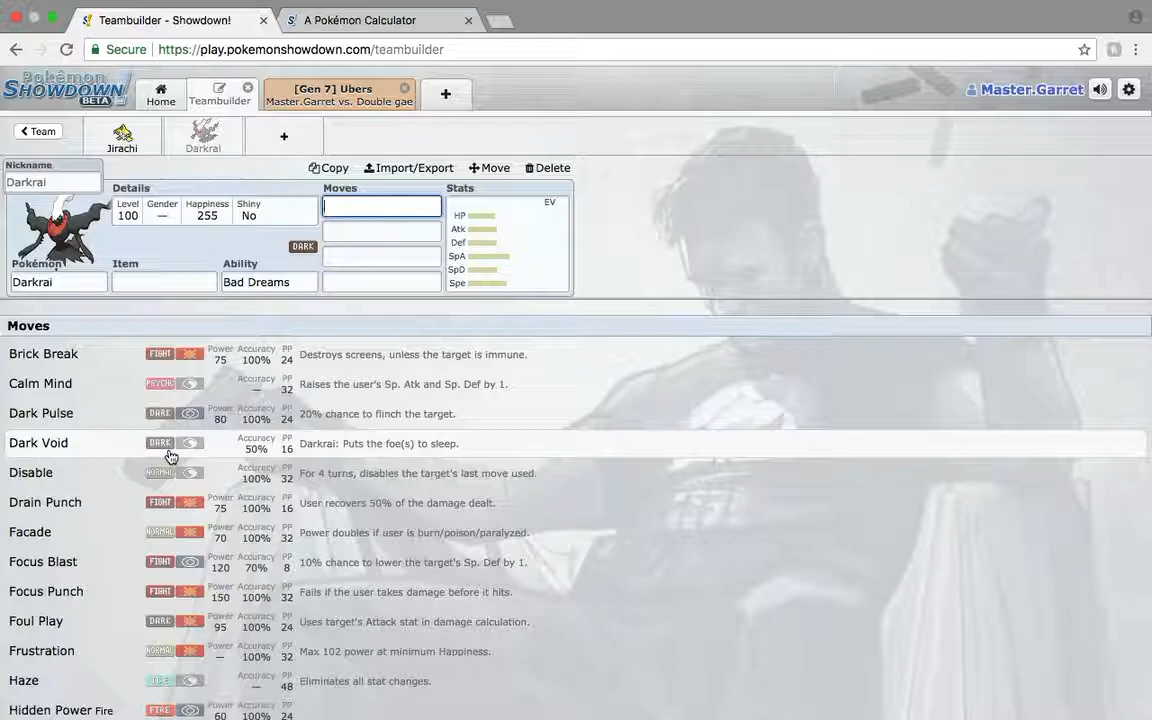 Teambuilder - Showdown!
A Pokémon Calculator
Secure https://play.pokemonshowdown.com/teambuilder
Pokémon
SHOWDOWN!
BETA
Home
Teambuilder
[Gen 7] Ubers
Master.Garret vs. Double gae
+
Master.Garret
Team
Jirachi
Darkrai
+
Nickname
Darkrai
Copy Import/Export Move Delete
Details
Level Gender Happiness Shiny
100 — 255 No
DARK
Pokémon Item Ability
Darkrai Bad Dreams
Moves
Stats
EV
HP
Atk
Def
SpA
SpD
Spe
Moves
Brick Break FIGHT Power 75 Accuracy 100% PP 24 Destroys screens, unless the target is immune.
Calm Mind PSYCHC Accuracy — PP 32 Raises the user's Sp. Atk and Sp. Def by 1.
Dark Pulse DARK Power 80 Accuracy 100% PP 24 20% chance to flinch the target.
Dark Void DARK Accuracy 50% PP 16 Darkrai: Puts the foe(s) to sleep.
Disable NORMAL Accuracy 100% PP 32 For 4 turns, disables the target's last move used.
Drain Punch FIGHT Power 75 Accuracy 100% PP 16 User recovers 50% of the damage dealt.
Facade NORMAL Power 70 Accuracy 100% PP 32 Power doubles if user is burn/poison/paralyzed.
Focus Blast FIGHT Power 120 Accuracy 70% PP 8 10% chance to lower the target's Sp. Def by 1.
Focus Punch FIGHT Power 150 Accuracy 100% PP 32 Fails if the user takes damage before it hits.
Foul Play DARK Power 95 Accuracy 100% PP 24 Uses target's Attack stat in damage calculation.
Frustration NORMAL Power — Accuracy 100% PP 32 Max 102 power at minimum Happiness.
Haze ICE Accuracy — PP 48 Eliminates all stat changes.
Hidden Power Fire FIRE Power 60 Accuracy 100% PP 24